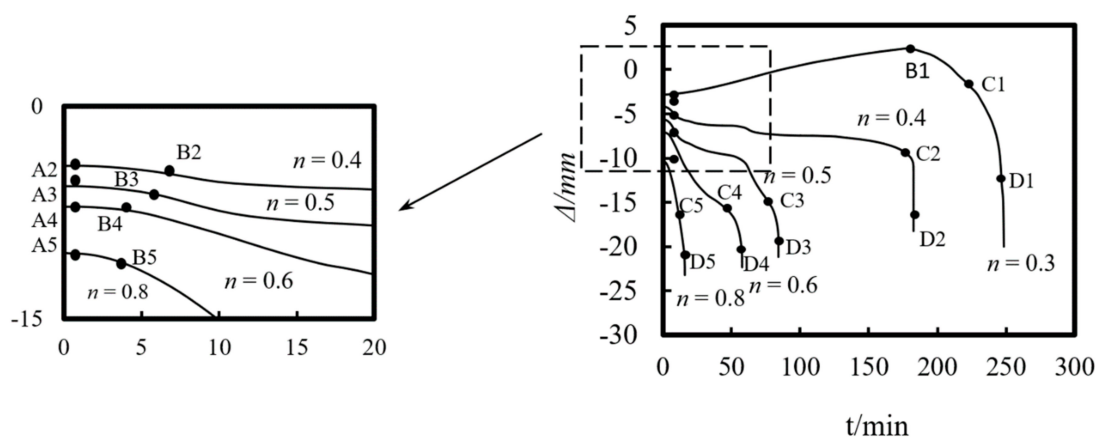 0
A2
B2
n = 0.4
A3
B3
n = 0.5
A4
B4
A5
B5
n = 0.6
n = 0.8
-15
0
5
10
15
20
5
0
-5
-10
-15
-20
-25
-30
Δ/mm
B1
C1
n = 0.4
C2
D1
n = 0.5
C3
C4
C5
D2
D3
D4
D5
n = 0.3
n = 0.6
n = 0.8
0
50
100
150
200
250
300
t/min